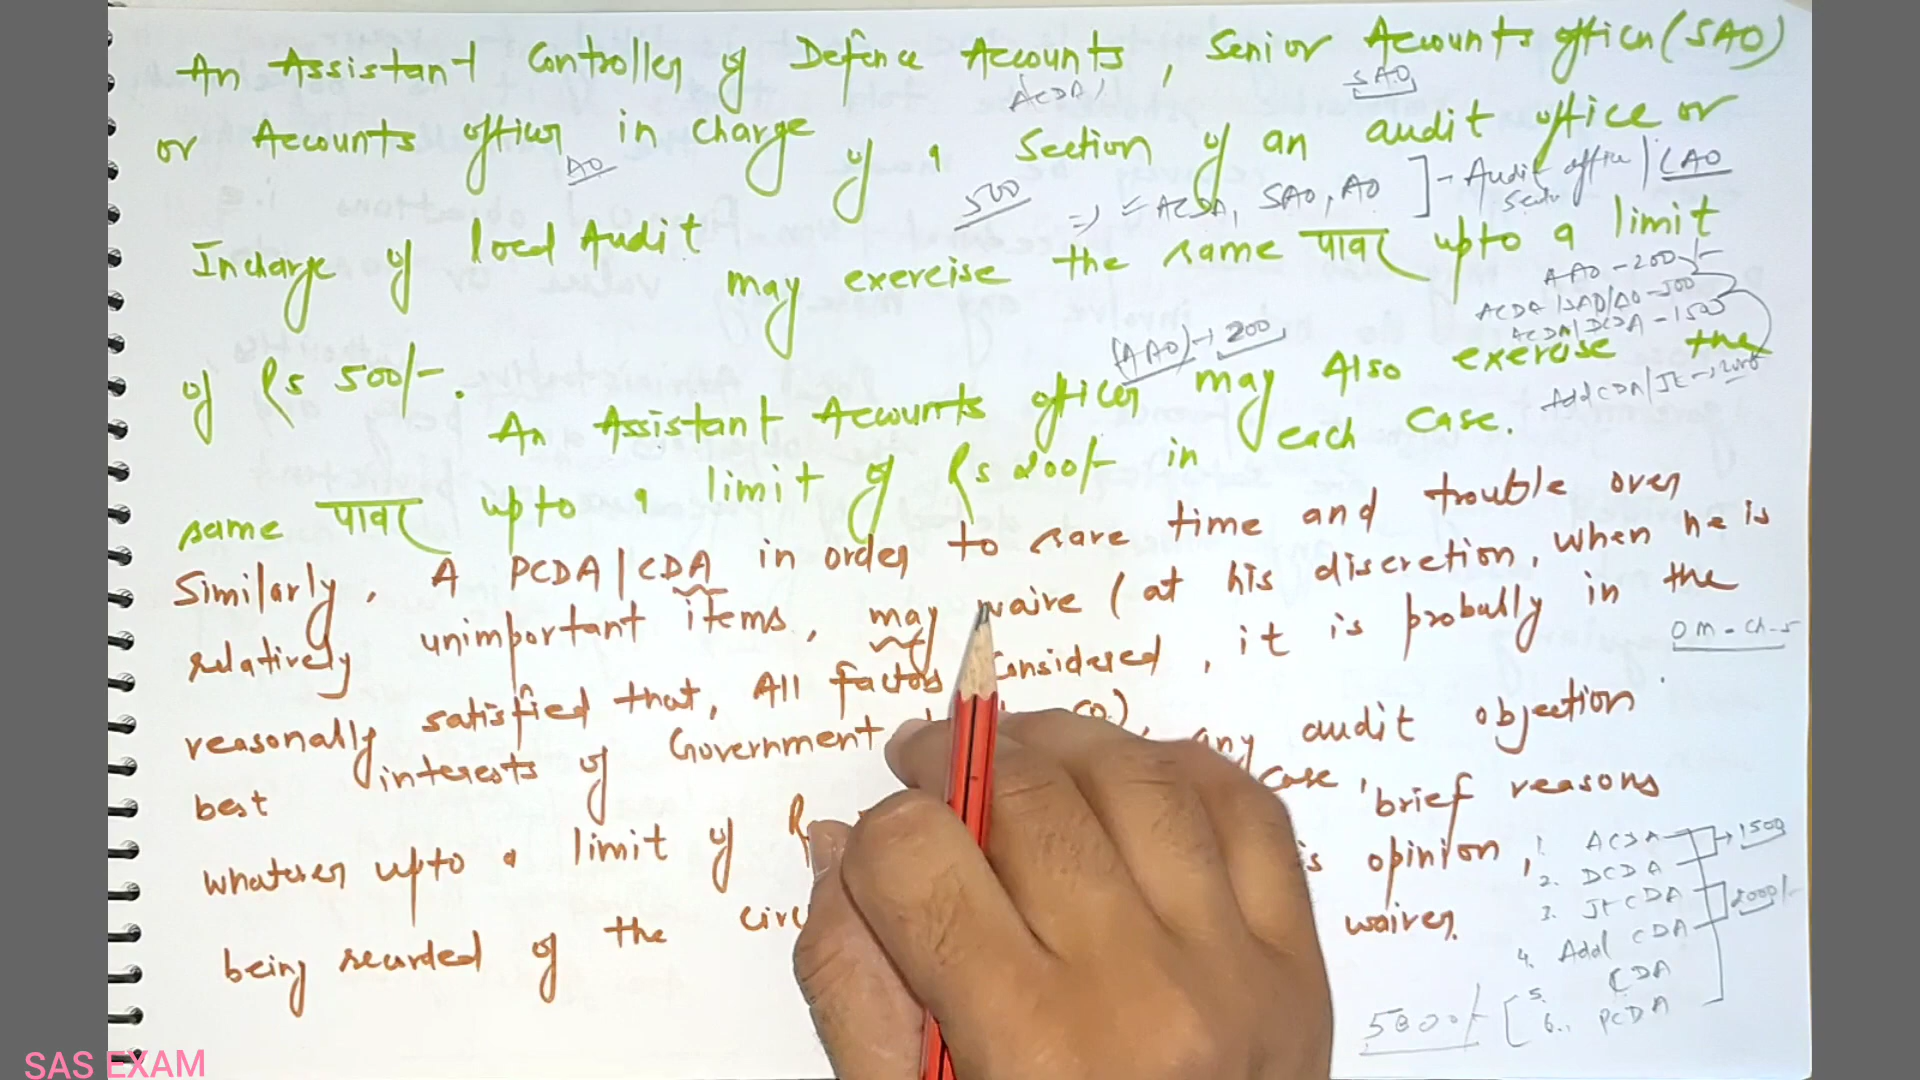 An Assistant Controller of Defence Accounts, Senior Accounts officer (SAO)
ACDA, SAO
or Accounts officer in charge of a Section of an audit office or
AO
500 => = ACDA, SAO, AO ] - Audit office / LAO
Incharge of local Audit may exercise the same पावर upto a limit
AAO - 200/-
ACDA/SAO/AO - 500
ACDA/DCDA - 1500
of Rs 500/-. An Assistant Accounts officer may Also exercise the
(AAO) → 200
Add CDA/Jt → 2000
same पावर upto a limit of Rs 200/- in each case.
Similarly, A PCDA/CDA in order to save time and trouble over
relatively unimportant items, may waive (at his discretion, when he is
OM - Ch-5
reasonally satisfied that, All factors considered, it is probally in the
best interests of Government any audit objection
whatever upto a limit of case, brief reasons
being recorded of the opinion,
waiver.
1. ACDA
2. DCDA → 1500
3. Jt CDA
4. Addl CDA 2000/-
5. CDA
6. PCDA
5000/-
SAS EXAM